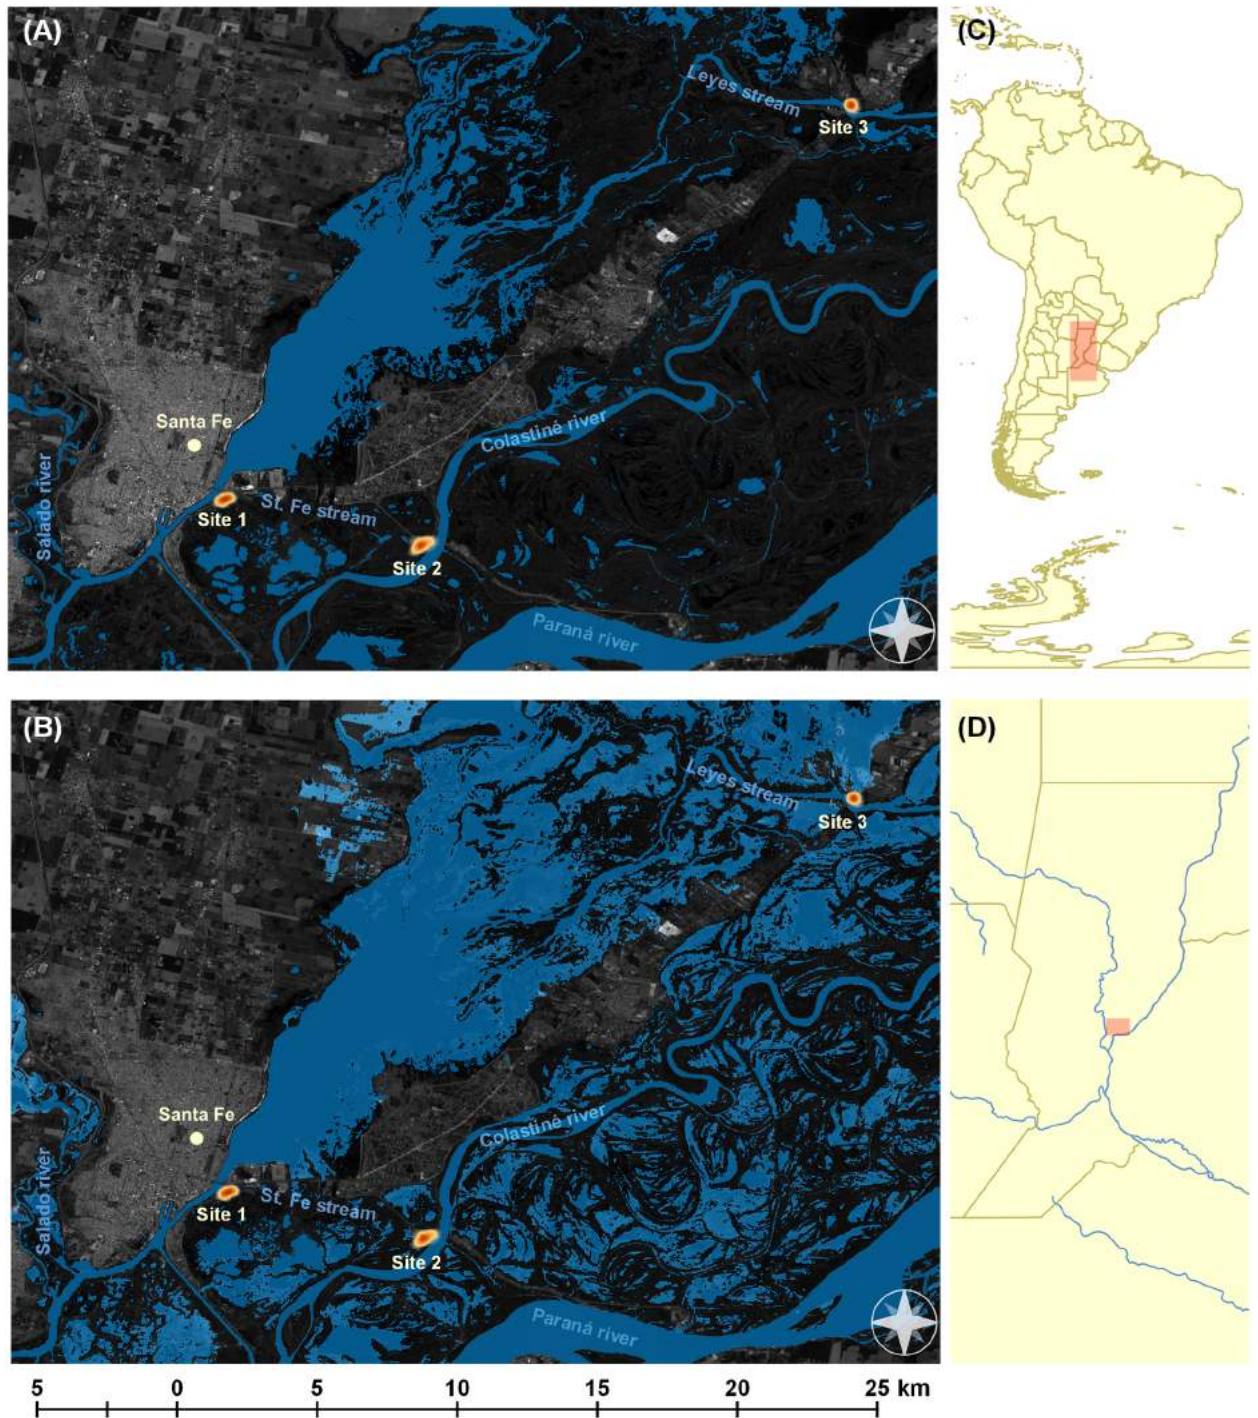 (A)
Leyes stream
Site 3
Santa Fe
Colastiné river
Salado river
Site 1
St. Fe stream
Site 2
Paraná river
(C)
(B)
Leyes stream
Site 3
Santa Fe
Colastiné river
Salado river
Site 1
St. Fe stream
Site 2
Paraná river
(D)
5 0 5 10 15 20 25 km